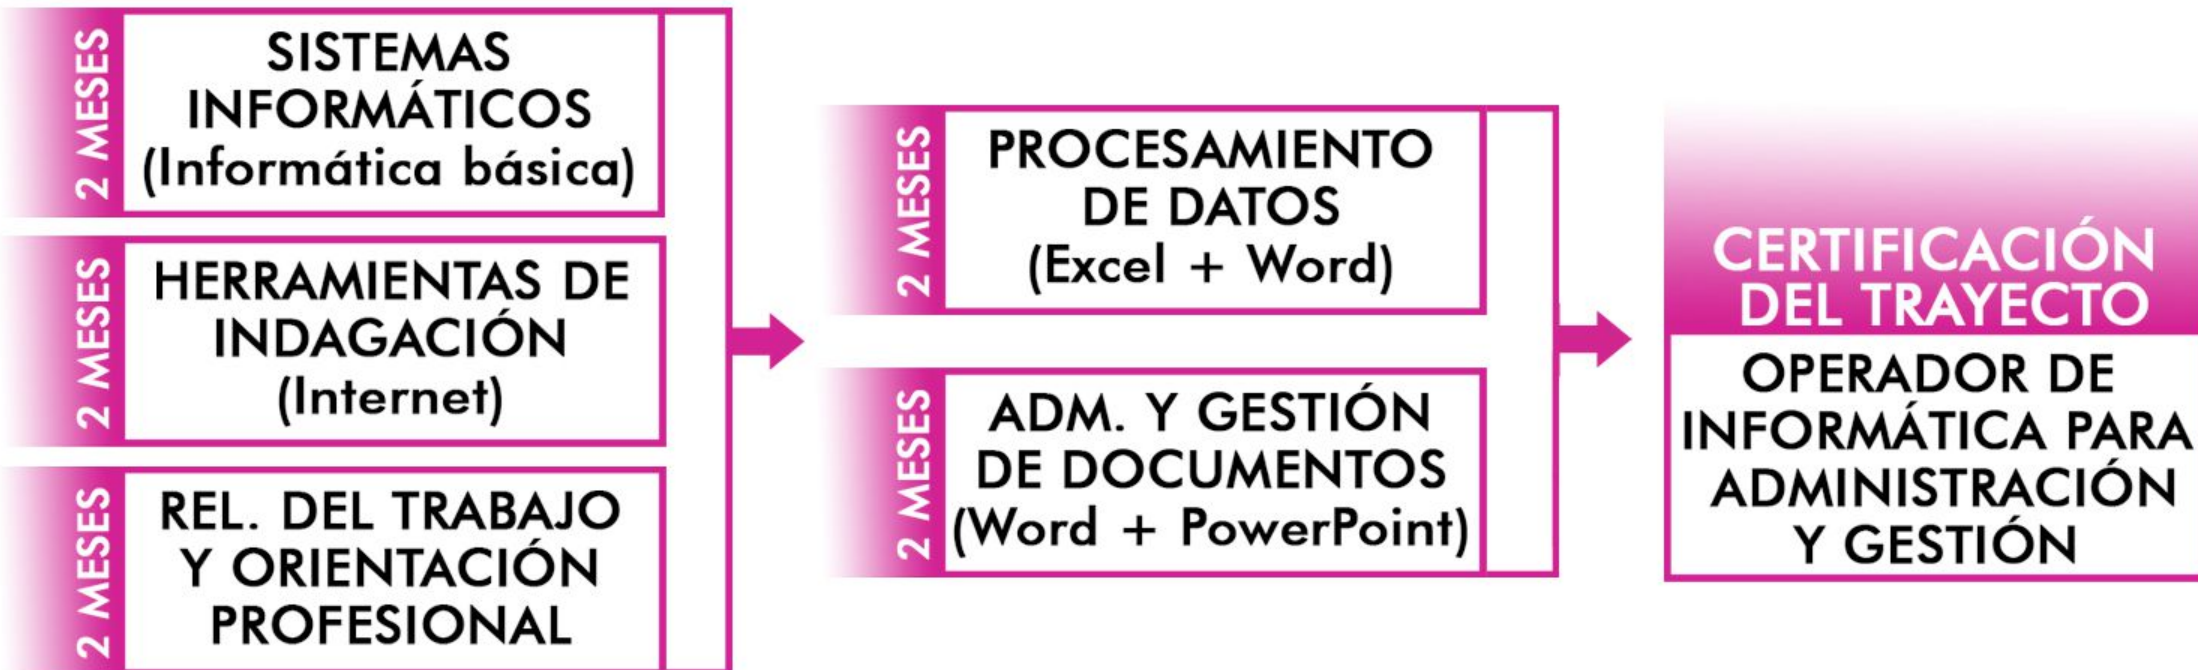 2 MESES
SISTEMAS
INFORMÁTICOS
(Informática básica)
2 MESES
HERRAMIENTAS DE
INDAGACIÓN
(Internet)
2 MESES
REL. DEL TRABAJO
Y ORIENTACIÓN
PROFESIONAL
2 MESES
PROCESAMIENTO
DE DATOS
(Excel + Word)
2 MESES
ADM. Y GESTIÓN
DE DOCUMENTOS
(Word + PowerPoint)
CERTIFICACIÓN
DEL TRAYECTO
OPERADOR DE
INFORMÁTICA PARA
ADMINISTRACIÓN
Y GESTIÓN